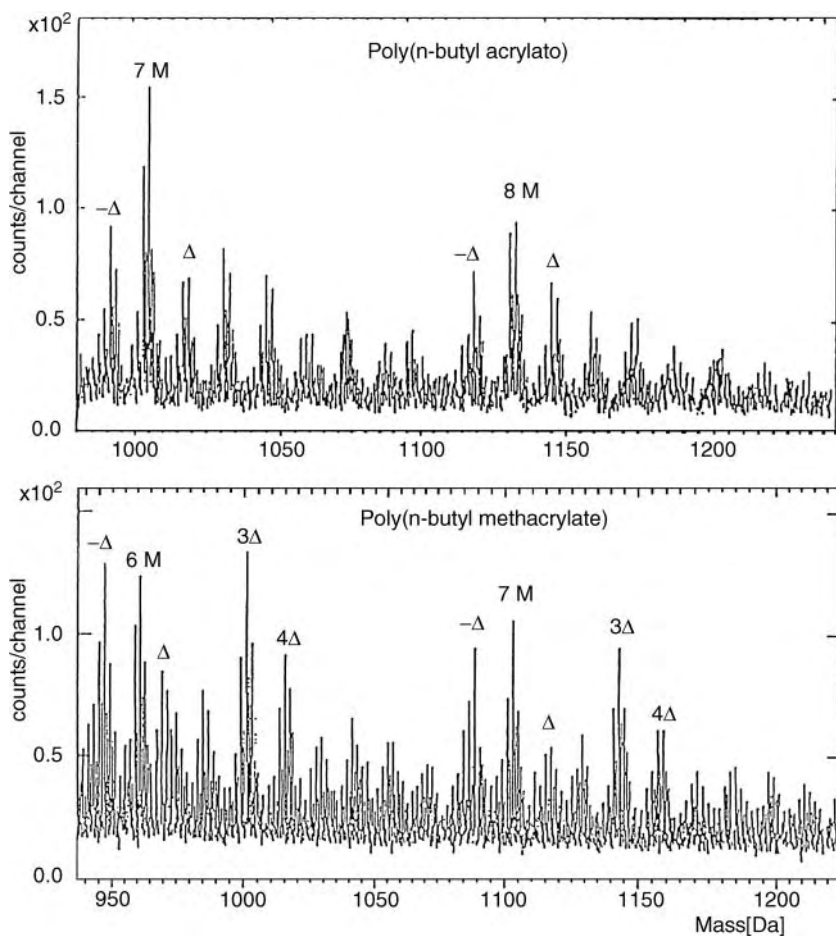 x10²
Poly(n-butyl acrylato)
7 M
1.5
counts/channel
1.0
−Δ
8 M
Δ
−Δ
Δ
0.5
0.0
1000 1050 1100 1150 1200
x10²
Poly(n-butyl methacrylate)
−Δ
6 M
3Δ
7 M
−Δ
3Δ
1.0
Δ
4Δ
Δ
4Δ
counts/channel
0.5
0.0
950 1000 1050 1100 1150 1200
Mass[Da]